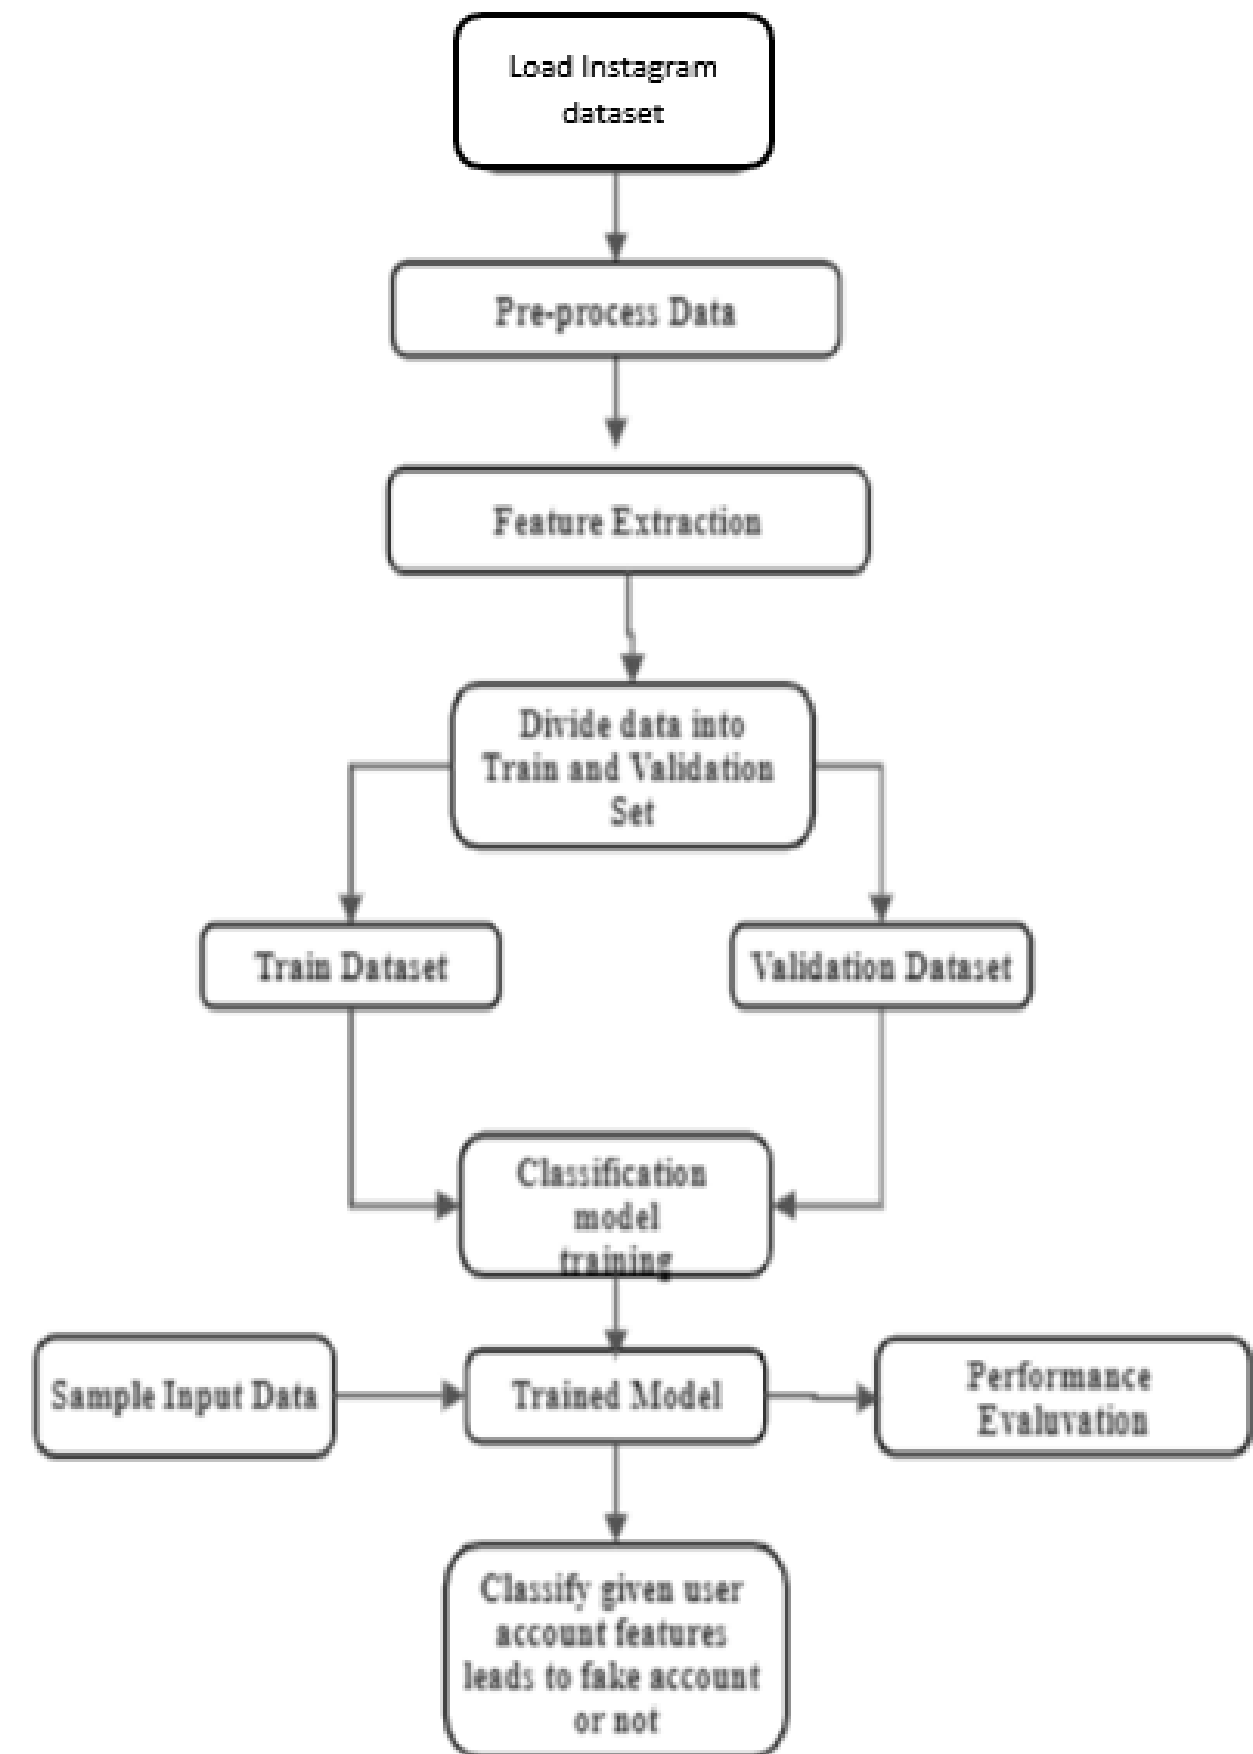 Load Instagram
dataset
Pre-process Data
Feature Extraction
Divide data into
Train and Validation
Set
Train Dataset
Validation Dataset
Classification
model
training
Sample Input Data
Trained Model
Performance
Evaluvation
Classify given user
account features
leads to fake account
or not